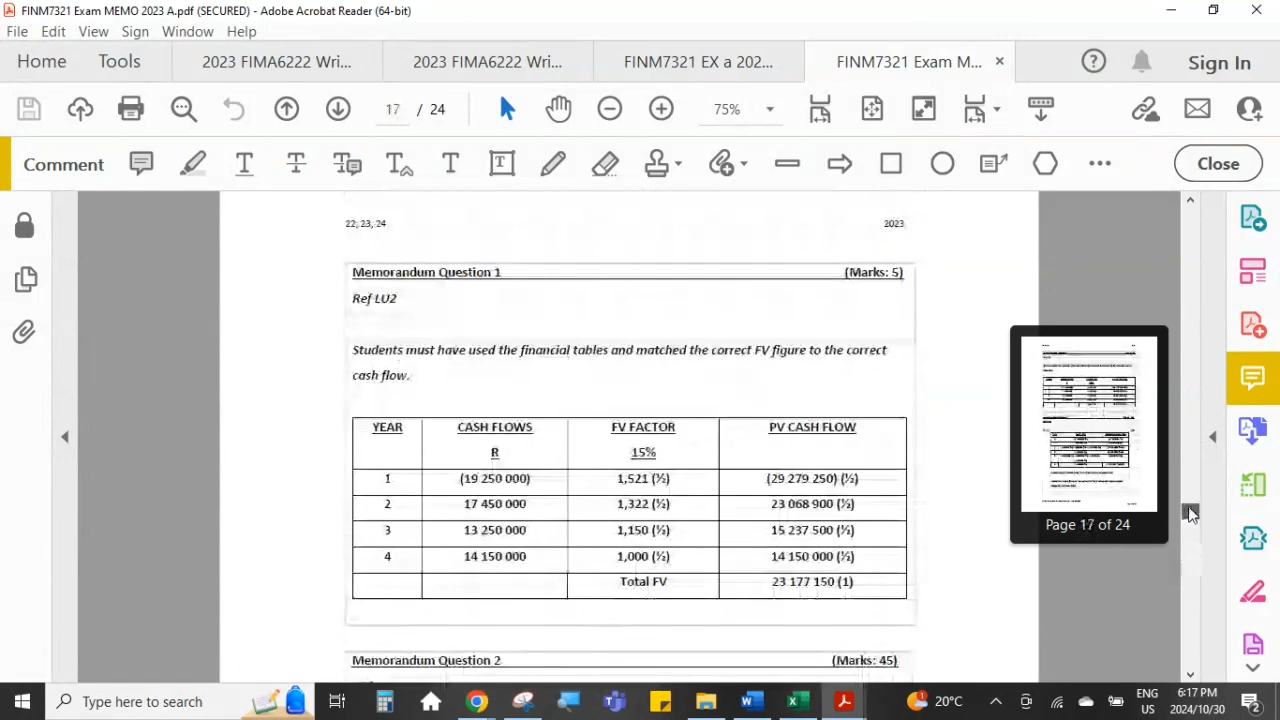 FINM7321 Exam MEMO 2023 A.pdf (SECURED) - Adobe Acrobat Reader (64-bit)
File Edit View Sign Window Help
Home Tools 2023 FIMA6222 Wri... 2023 FIMA6222 Wri... FINM7321 EX a 202... FINM7321 Exam M... × Sign In
17 / 24 75%
Comment Close
22; 23; 24 2023
Memorandum Question 1 (Marks: 5)
Ref LU2
Students must have used the financial tables and matched the correct FV figure to the correct
cash flow.
YEAR CASH FLOWS FV FACTOR PV CASH FLOW
R 15%
1 (19 250 000) 1,521 (½) (29 279 250) (½)
2 17 450 000 1,322 (½) 23 068 900 (½)
3 13 250 000 1,150 (½) 15 237 500 (½)
4 14 150 000 1,000 (½) 14 150 000 (½)
Total FV 23 177 150 (1)
Memorandum Question 2 (Marks: 45)
Page 17 of 24
Type here to search 20°C ENG US 6:17 PM 2024/10/30 2